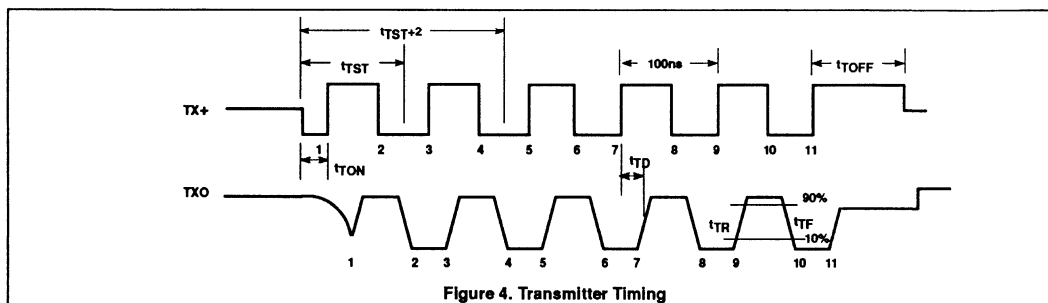 tTST+2
tTST
100ns
tTOFF
TX+
1 2 3 4 5 6 7 8 9 10 11
tTON
tTD
TXO
90%
tTR
tTF
10%
1 2 3 4 5 6 7 8 9 10 11
Figure 4. Transmitter Timing